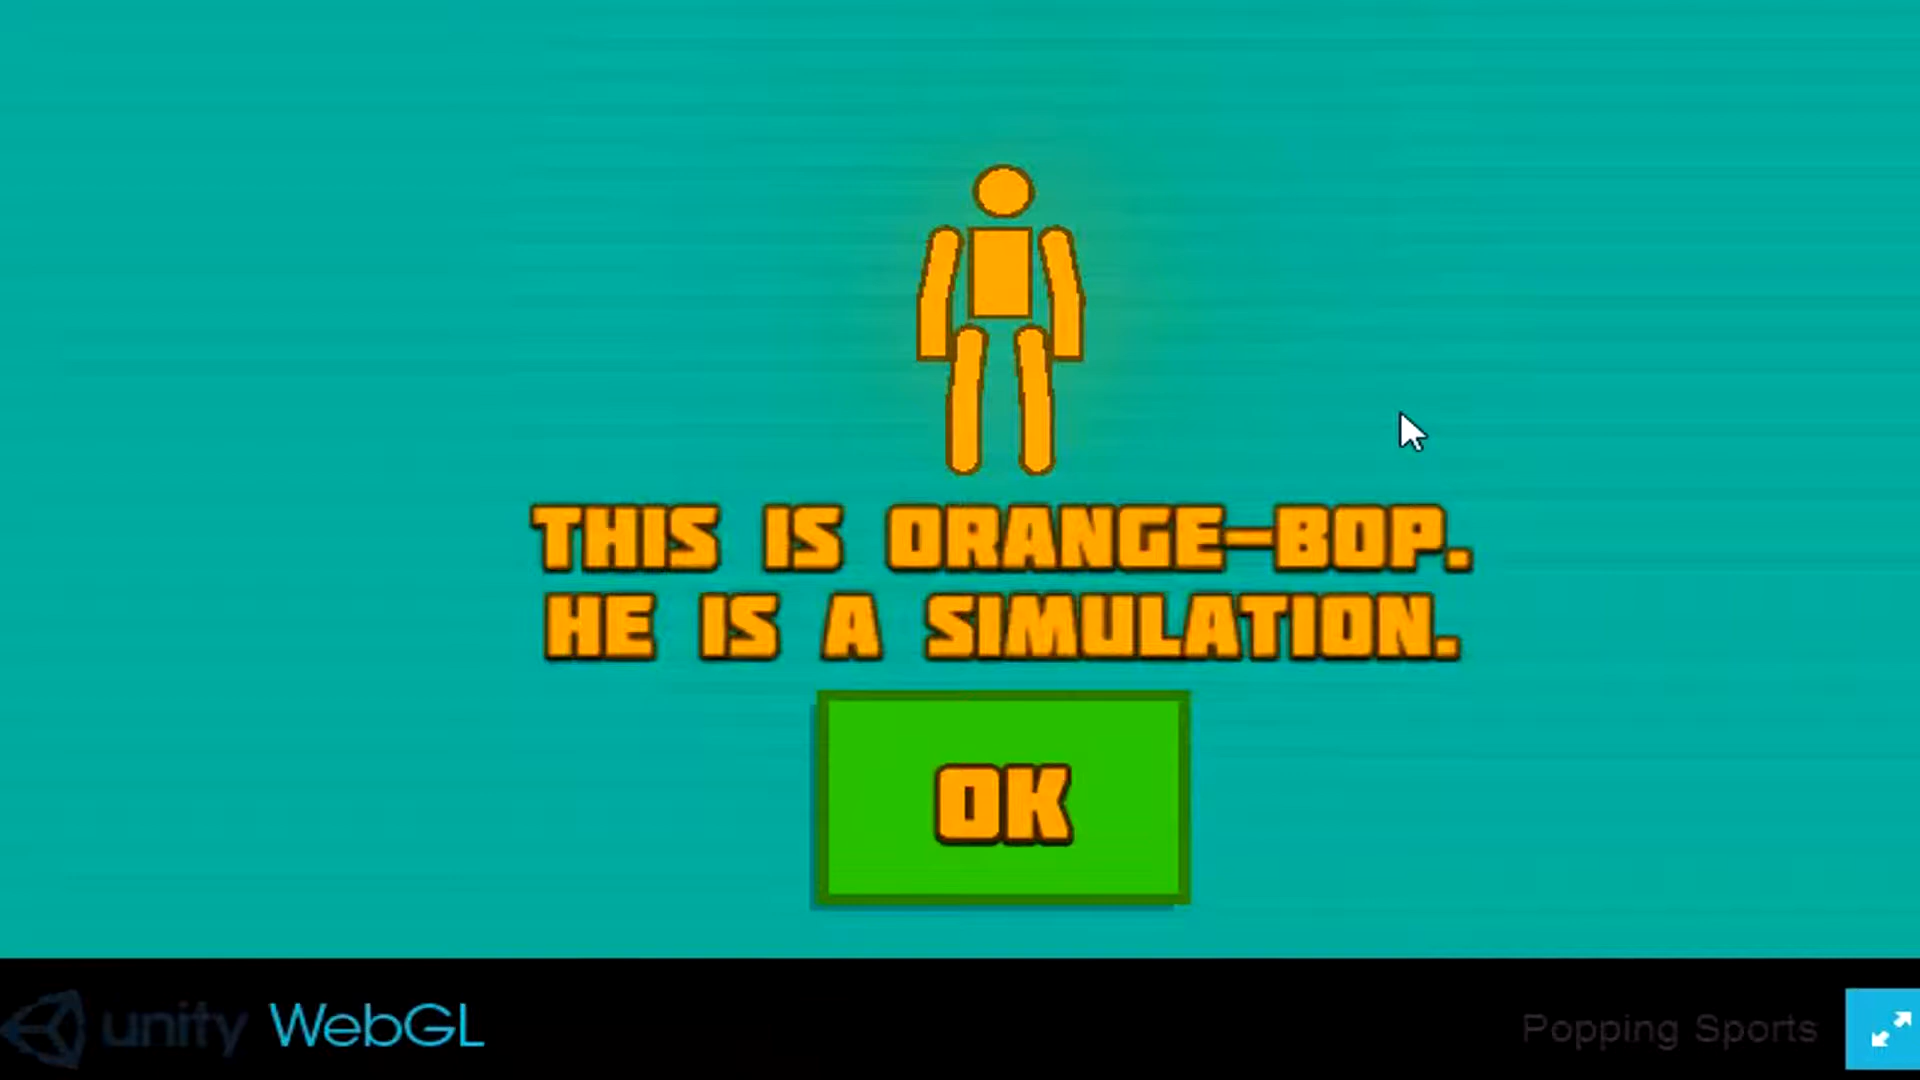 THIS IS ORANGE-BOP.
HE IS A SIMULATION.
OK
unity WebGL
Popping Sports